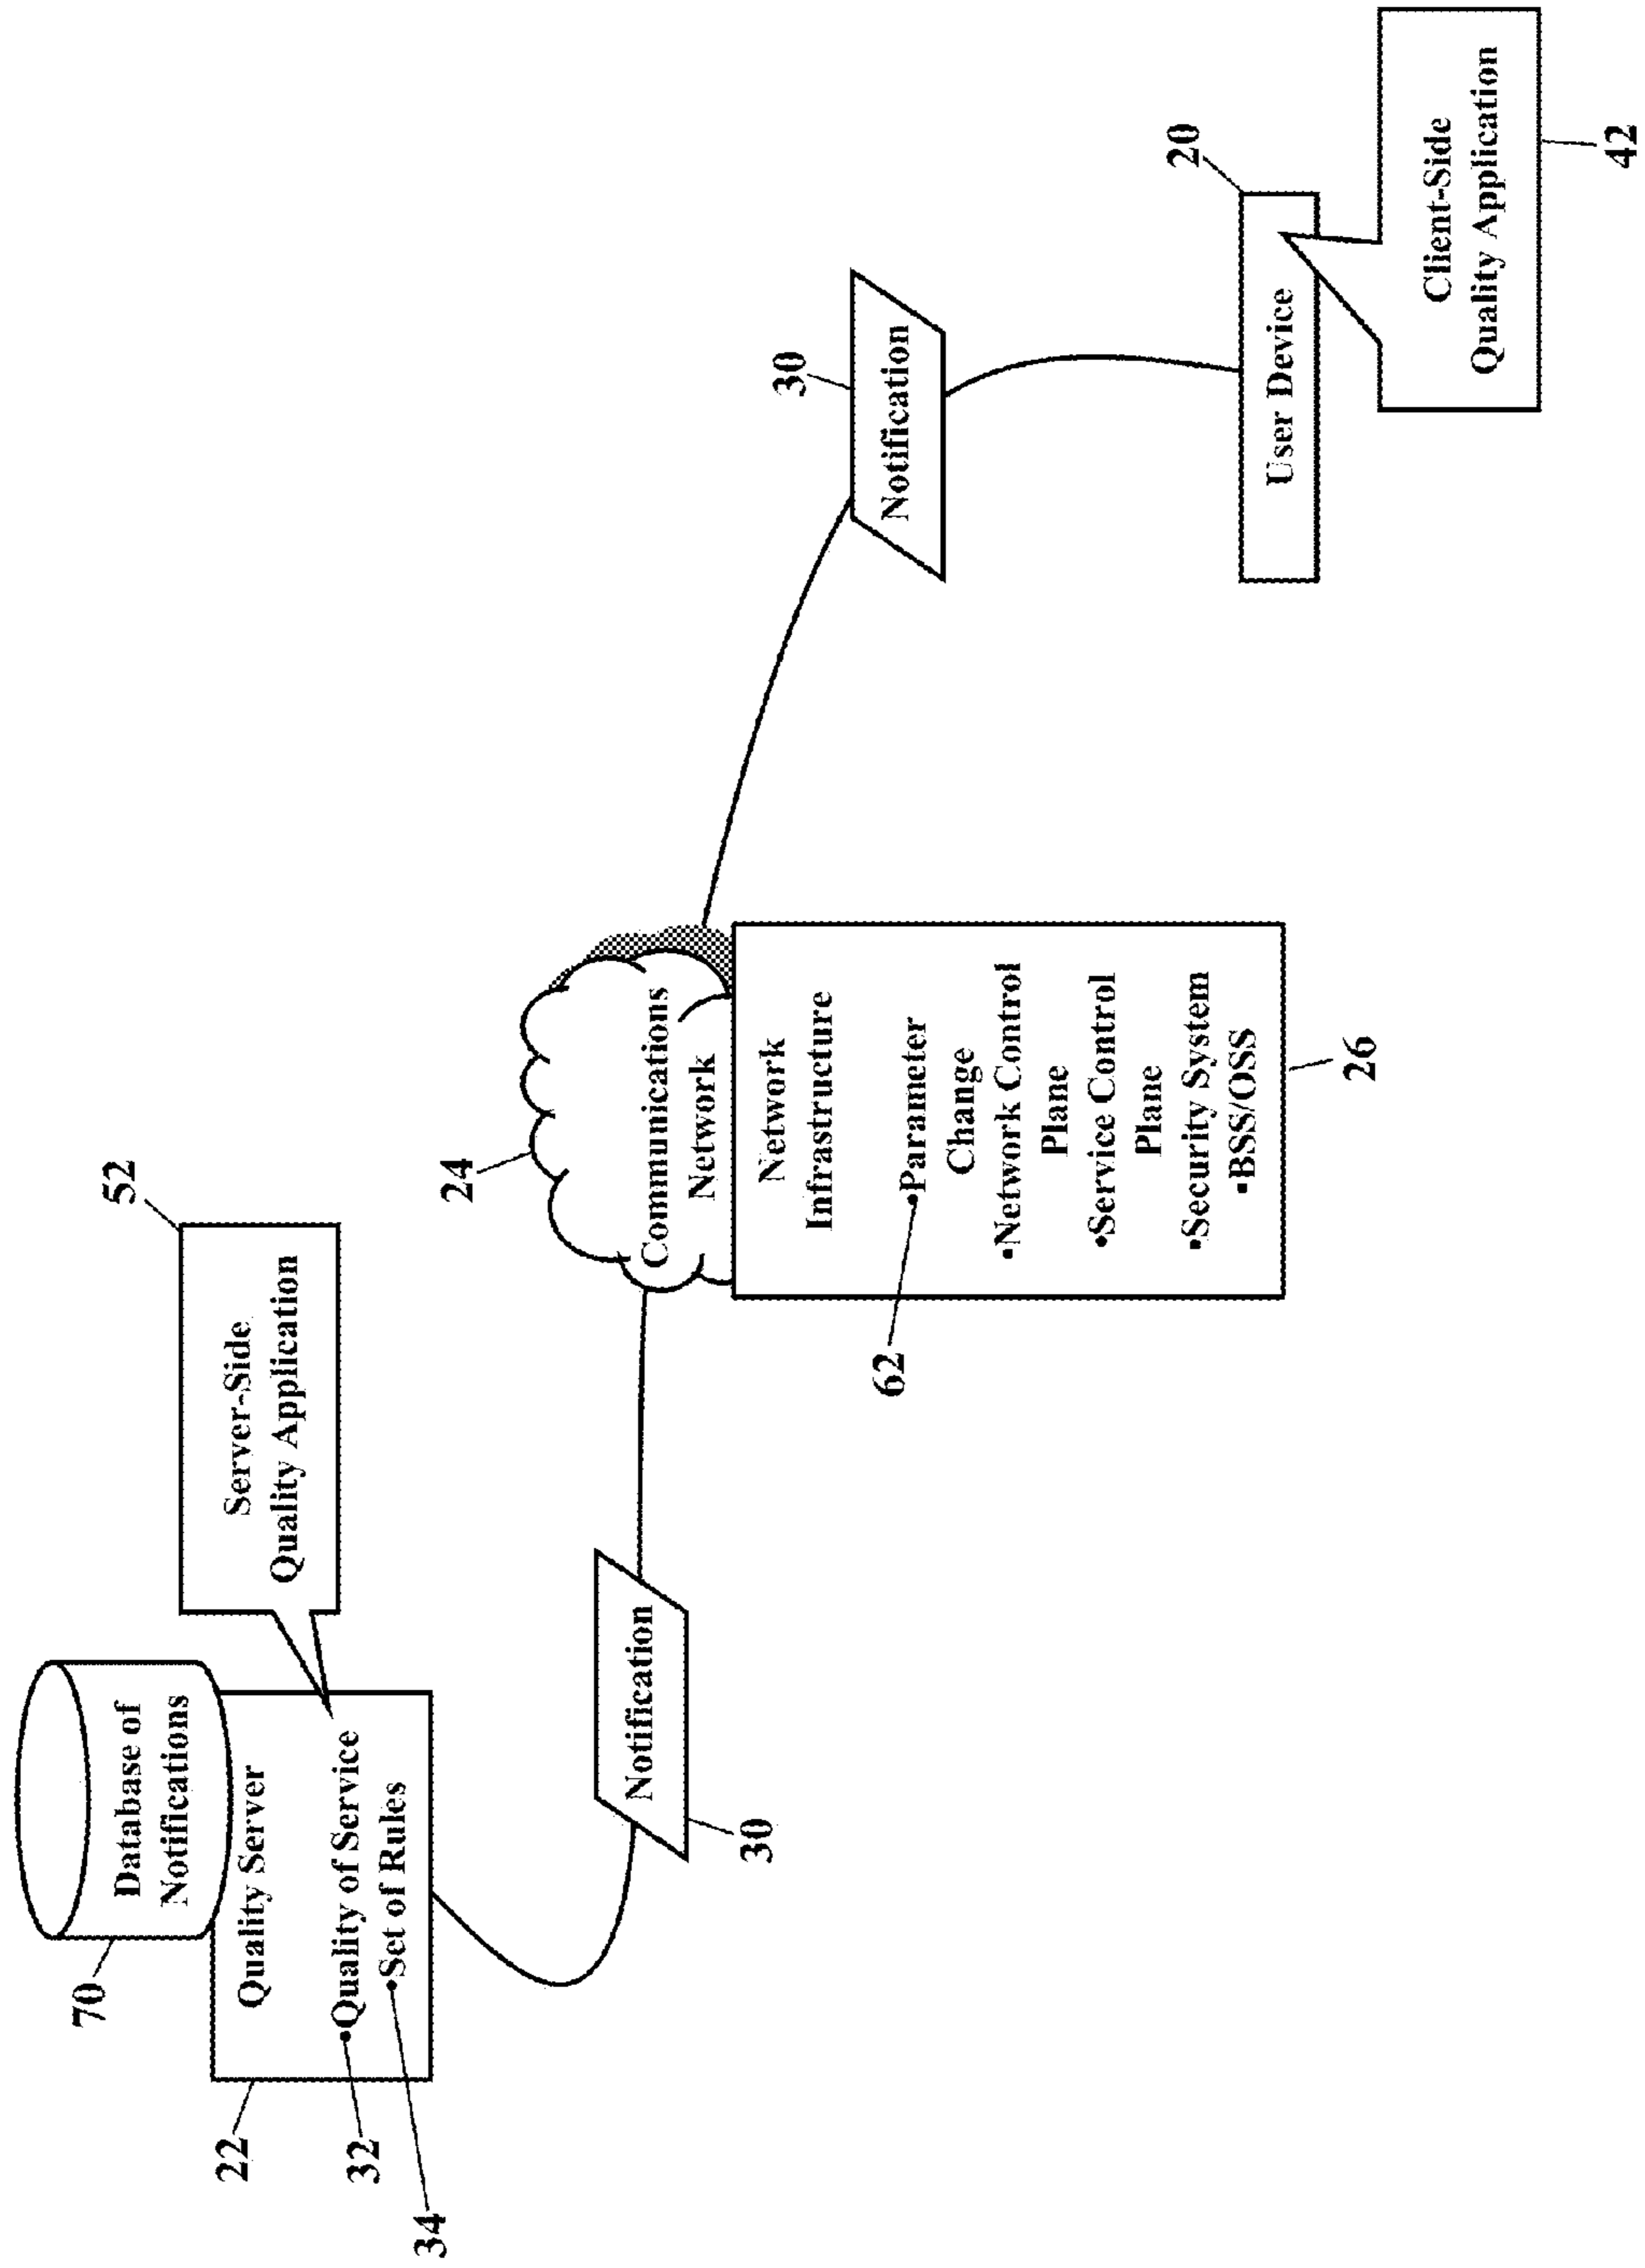 70
Database of
Notifications
22
Quality Server
32
•Quality of Service
34
•Set of Rules
52
Server-Side
Quality Application
Notification
30
24
Communications
Network
Network
Infrastructure
62
•Parameter
Change
•Network Control
Plane
•Service Control
Plane
▪Security System
▪BSS/OSS
26
30
Notification
20
User Device
Client-Side
Quality Application
42